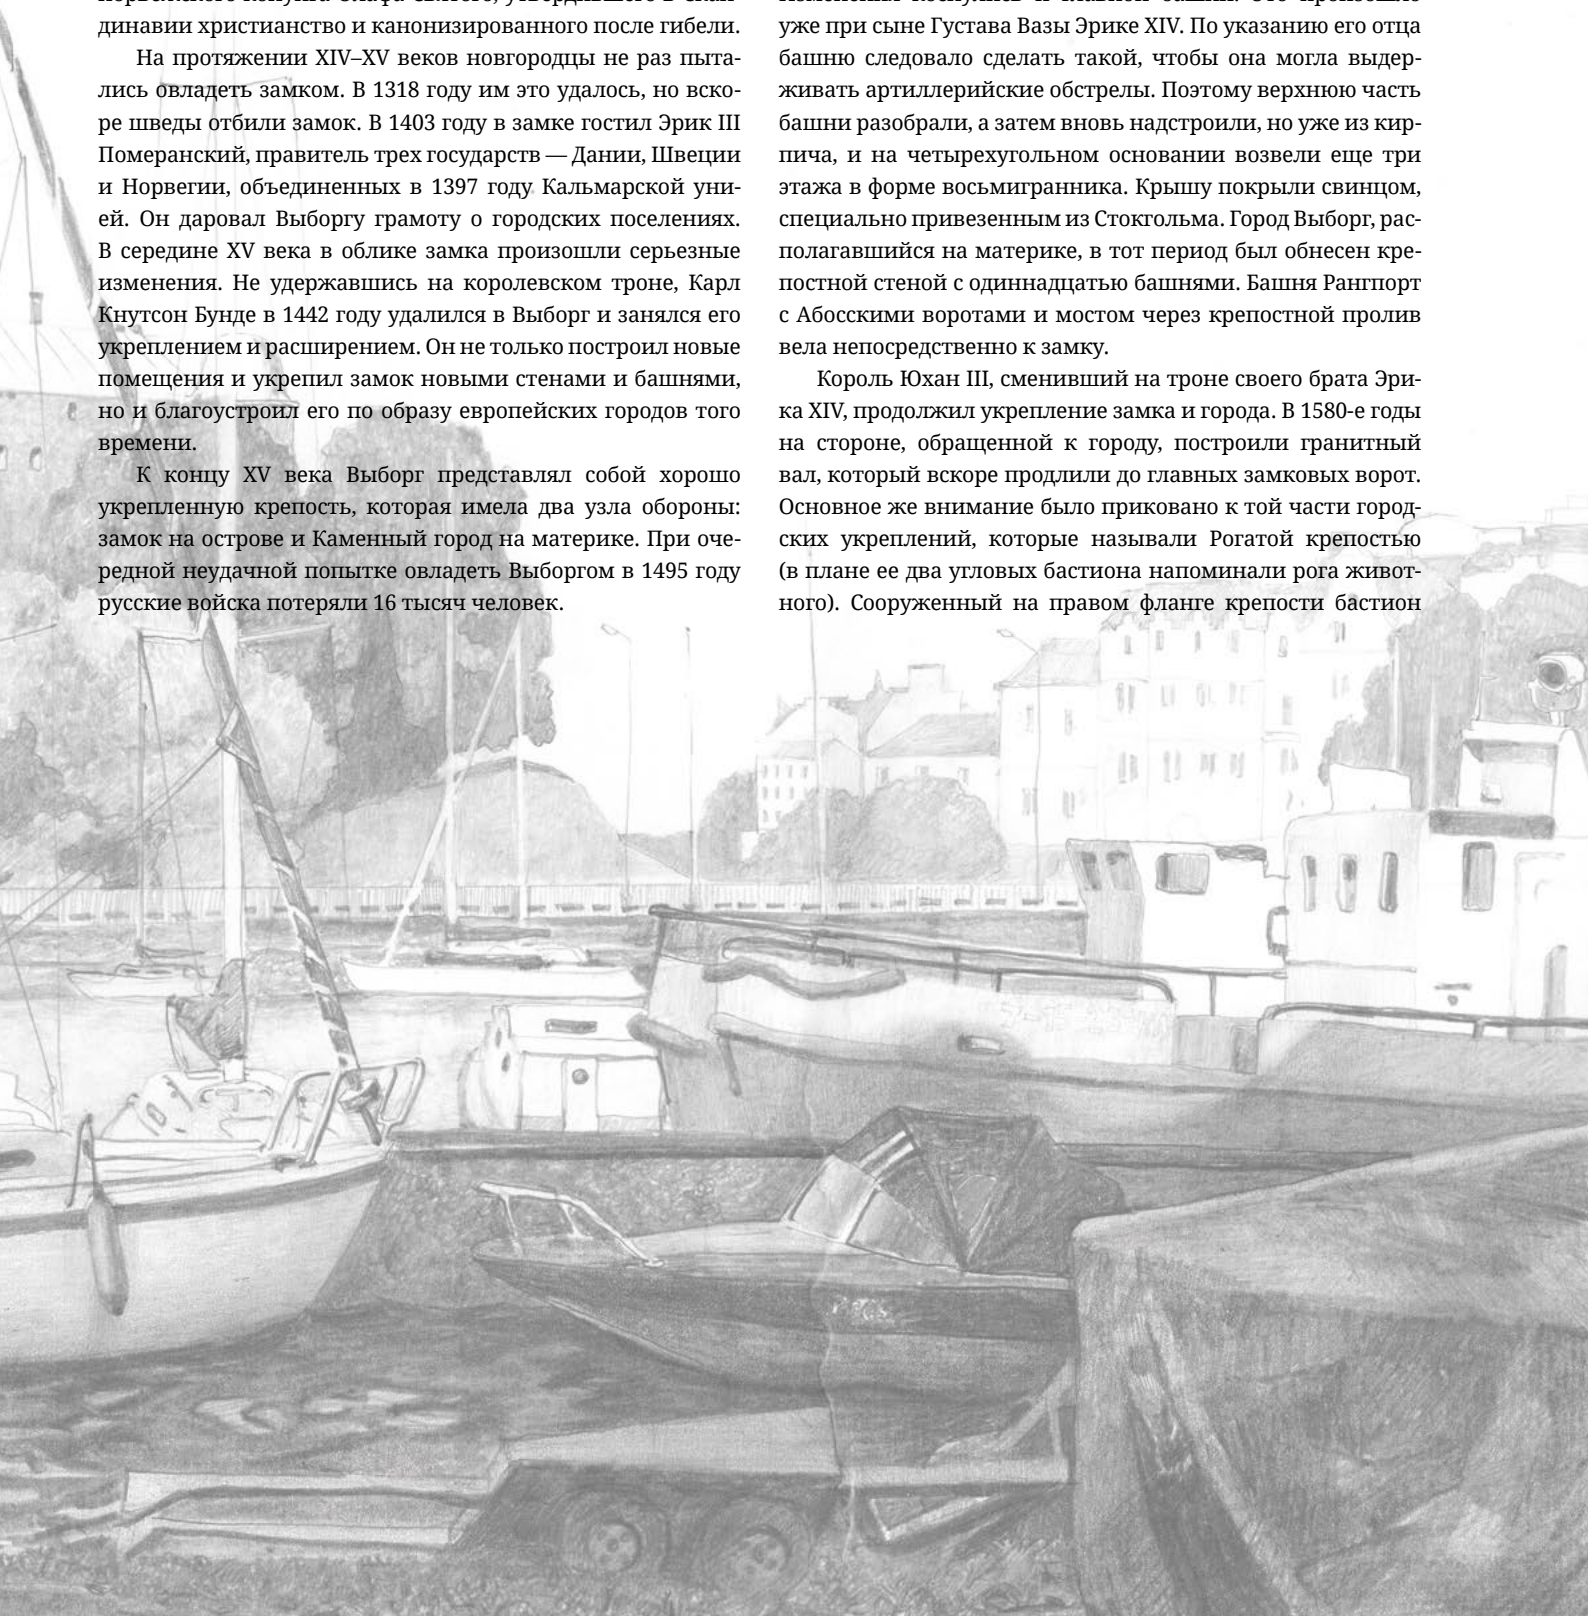 динавии христианство и канонизированного после гибели.
На протяжении XIV–XV веков новгородцы не раз пыта-
лись овладеть замком. В 1318 году им это удалось, но вско-
ре шведы отбили замок. В 1403 году в замке гостил Эрик III
Померанский, правитель трех государств — Дании, Швеции
и Норвегии, объединенных в 1397 году Кальмарской уни-
ей. Он даровал Выборгу грамоту о городских поселениях.
В середине XV века в облике замка произошли серьезные
изменения. Не удержавшись на королевском троне, Карл
Кнутсон Бунде в 1442 году удалился в Выборг и занялся его
укреплением и расширением. Он не только построил новые
помещения и укрепил замок новыми стенами и башнями,
но и благоустроил его по образу европейских городов того
времени.
К концу XV века Выборг представлял собой хорошо
укрепленную крепость, которая имела два узла обороны:
замок на острове и Каменный город на материке. При оче-
редной неудачной попытке овладеть Выборгом в 1495 году
русские войска потеряли 16 тысяч человек.
уже при сыне Густава Вазы Эрике XIV. По указанию его отца
башню следовало сделать такой, чтобы она могла выдер-
живать артиллерийские обстрелы. Поэтому верхнюю часть
башни разобрали, а затем вновь надстроили, но уже из кир-
пича, и на четырехугольном основании возвели еще три
этажа в форме восьмигранника. Крышу покрыли свинцом,
специально привезенным из Стокгольма. Город Выборг, рас-
полагавшийся на материке, в тот период был обнесен кре-
постной стеной с одиннадцатью башнями. Башня Рангпорт
с Абосскими воротами и мостом через крепостной пролив
вела непосредственно к замку.
Король Юхан III, сменивший на троне своего брата Эри-
ка XIV, продолжил укрепление замка и города. В 1580-е годы
на стороне, обращенной к городу, построили гранитный
вал, который вскоре продлили до главных замковых ворот.
Основное же внимание было приковано к той части город-
ских укреплений, которые называли Рогатой крепостью
(в плане ее два угловых бастиона напоминали рога живот-
ного). Сооруженный на правом фланге крепости бастион